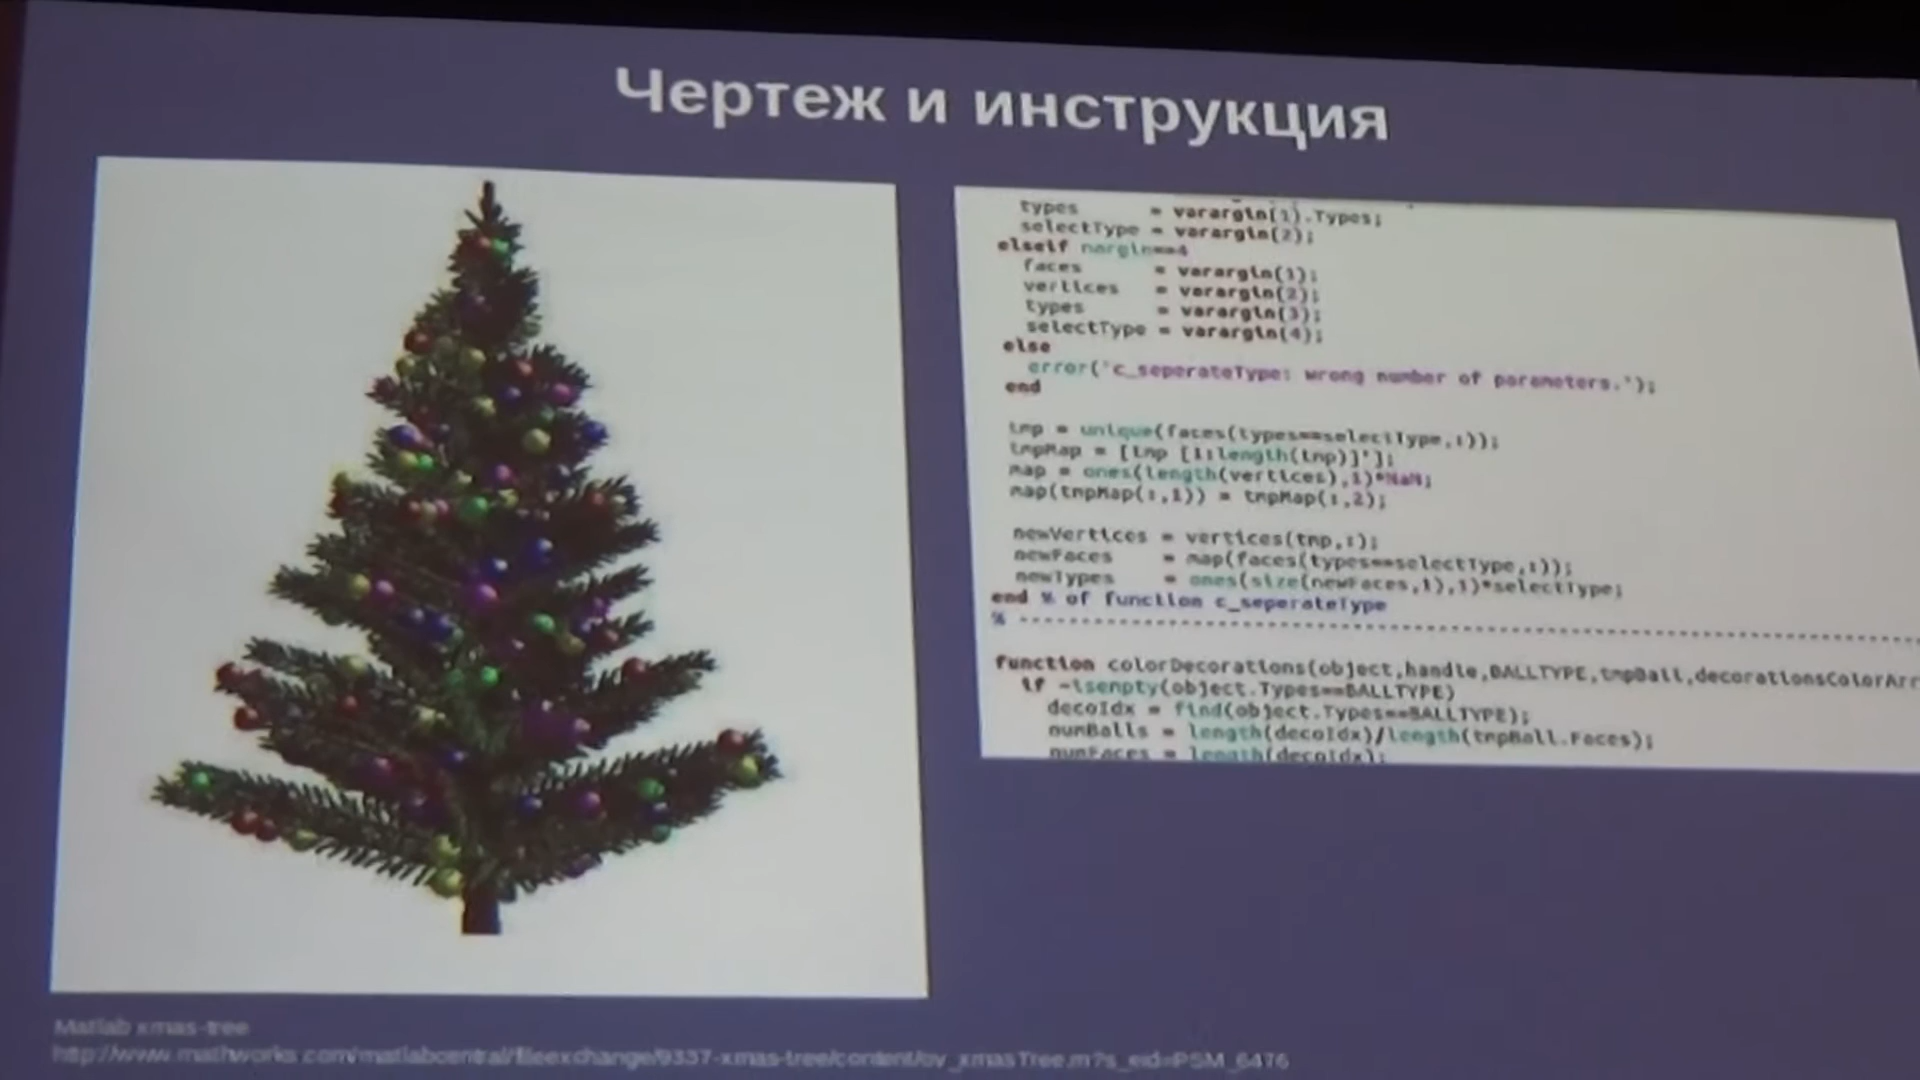 Чертеж и инструкция
types = varargin{1}.Types;
selectType = varargin{2};
elseif nargin==4
faces = varargin{1};
vertices = varargin{2};
types = varargin{3};
selectType = varargin{4};
else
error('c_seperateType: wrong number of parameters.');
end
tmp = unique(faces(types==selectType,:));
tmpMap = [tmp [1:length(tmp)]'];
map = ones(length(vertices),1)*NaN;
map(tmpMap(:,1)) = tmpMap(:,2);
newVertices = vertices(tmp,:);
newFaces = map(faces(types==selectType,:));
newTypes = ones(size(newFaces,1),1)*selectType;
end % of function c_seperateType
% --------------------------------------------------------------
function colorDecorations(object,handle,BALLTYPE,tmpBall,decorationsColorArr
if ~isempty(object.Types==BALLTYPE)
decoIdx = find(object.Types==BALLTYPE);
numBalls = length(decoIdx)/length(tmpBall.Faces);
numFaces = length(decoIdx);
Matlab xmas-tree
http://www.mathworks.com/matlabcentral/fileexchange/9337-xmas-tree/content/ov_xmasTree.m?s_eid=PSM_6476